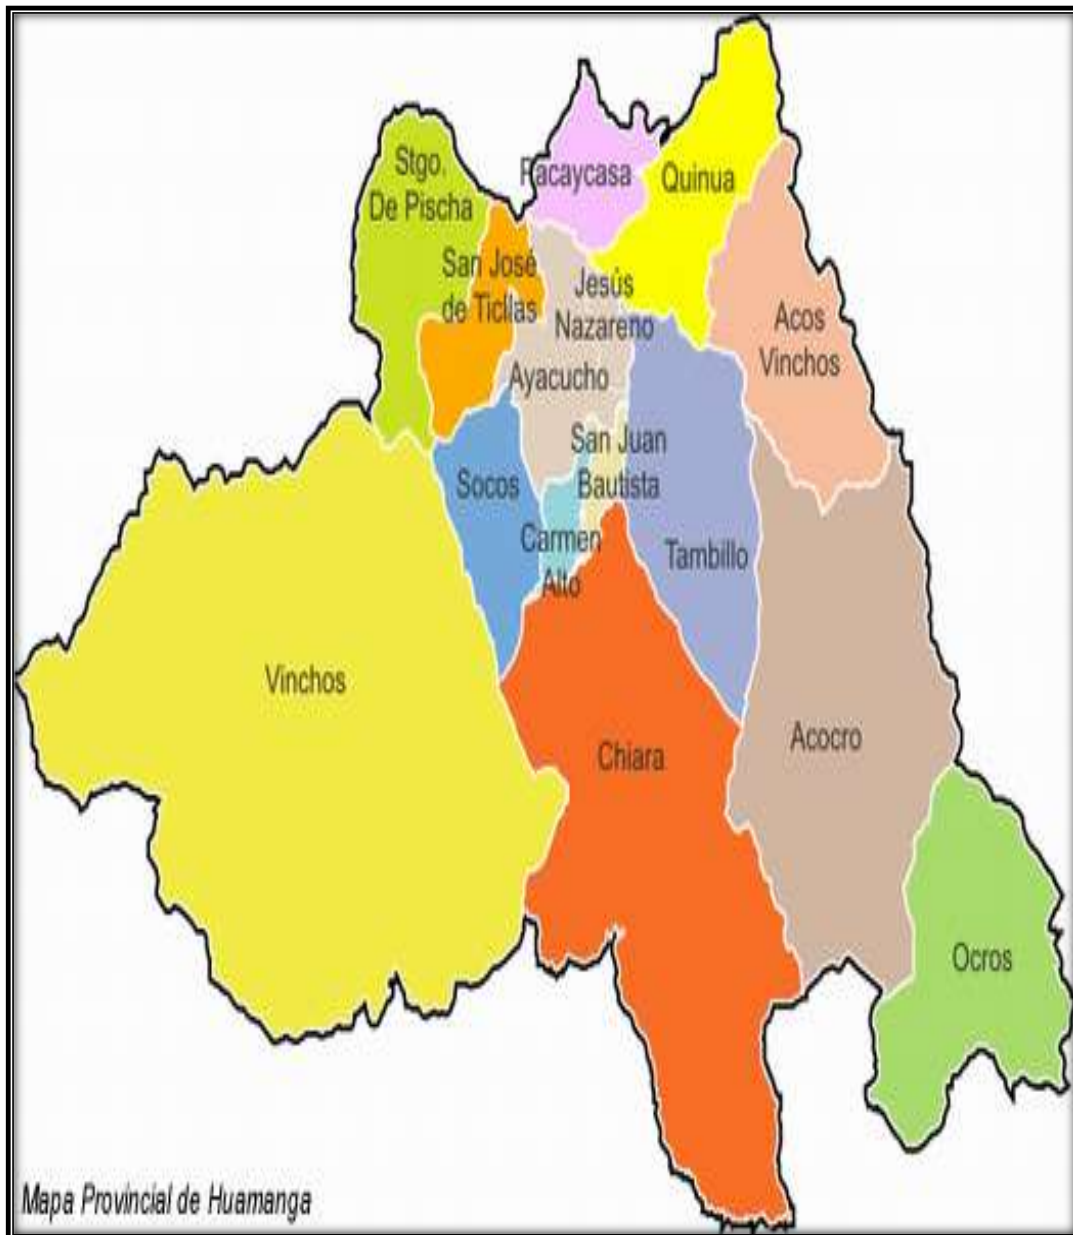 Stgo.
De Pischa
Pacaycasa
Quinua
San José
de Ticllas
Jesús
Nazareno
Acos
Vinchos
Ayacucho
San Juan
Bautista
Socos
Carmen
Alto
Tambillo
Vinchos
Chiara
Acocro
Ocros
Mapa Provincial de Huamanga